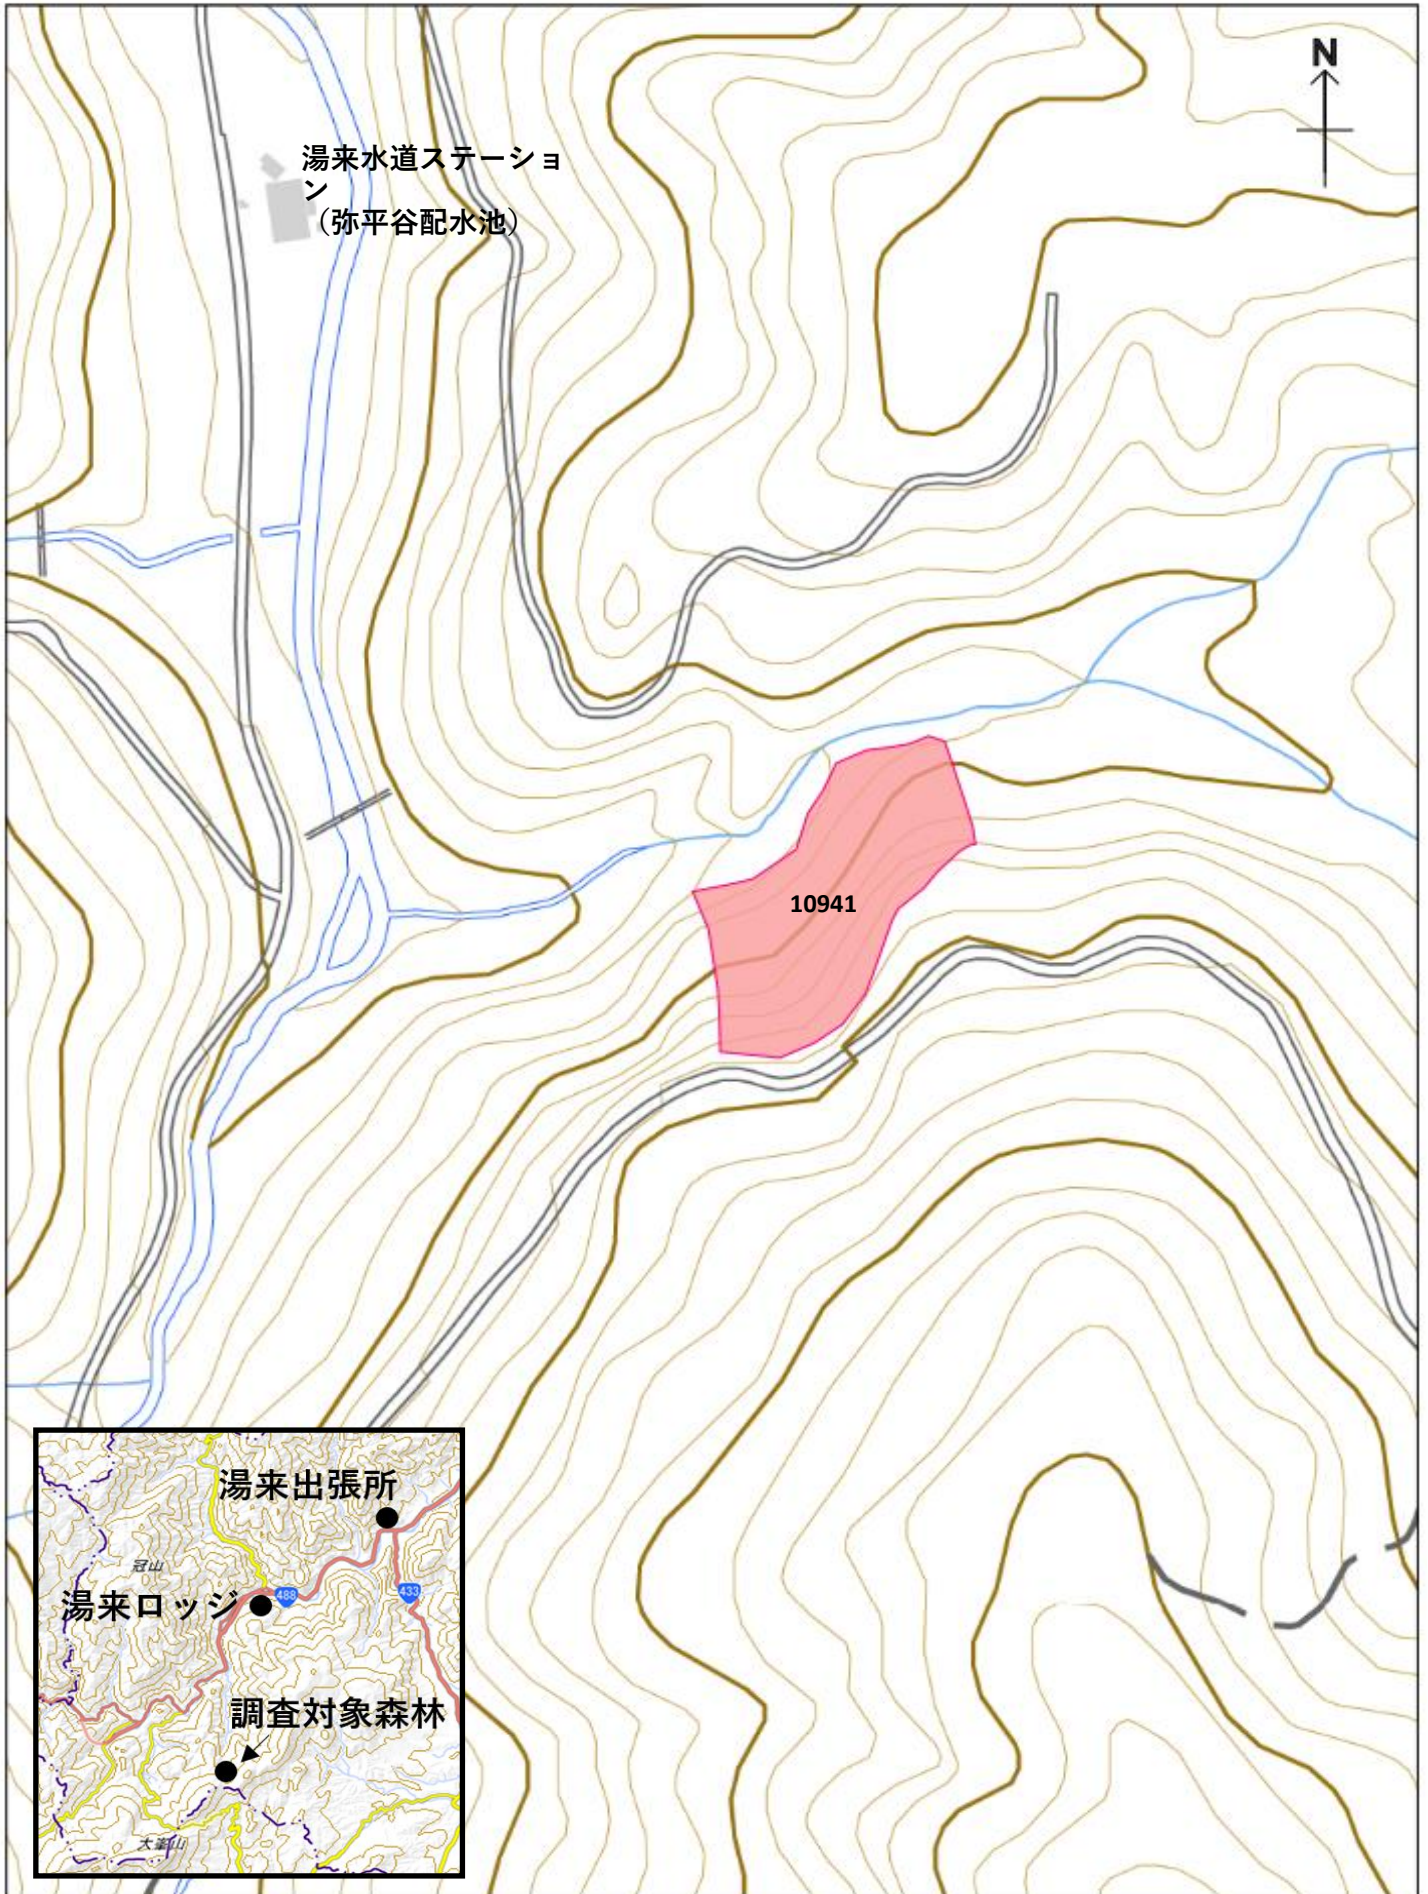 N
湯来水道ステーショ
ン
（弥平谷配水池）
10941
湯来出張所
冠山
湯来ロッジ
488
433
調査対象森林
大峯山